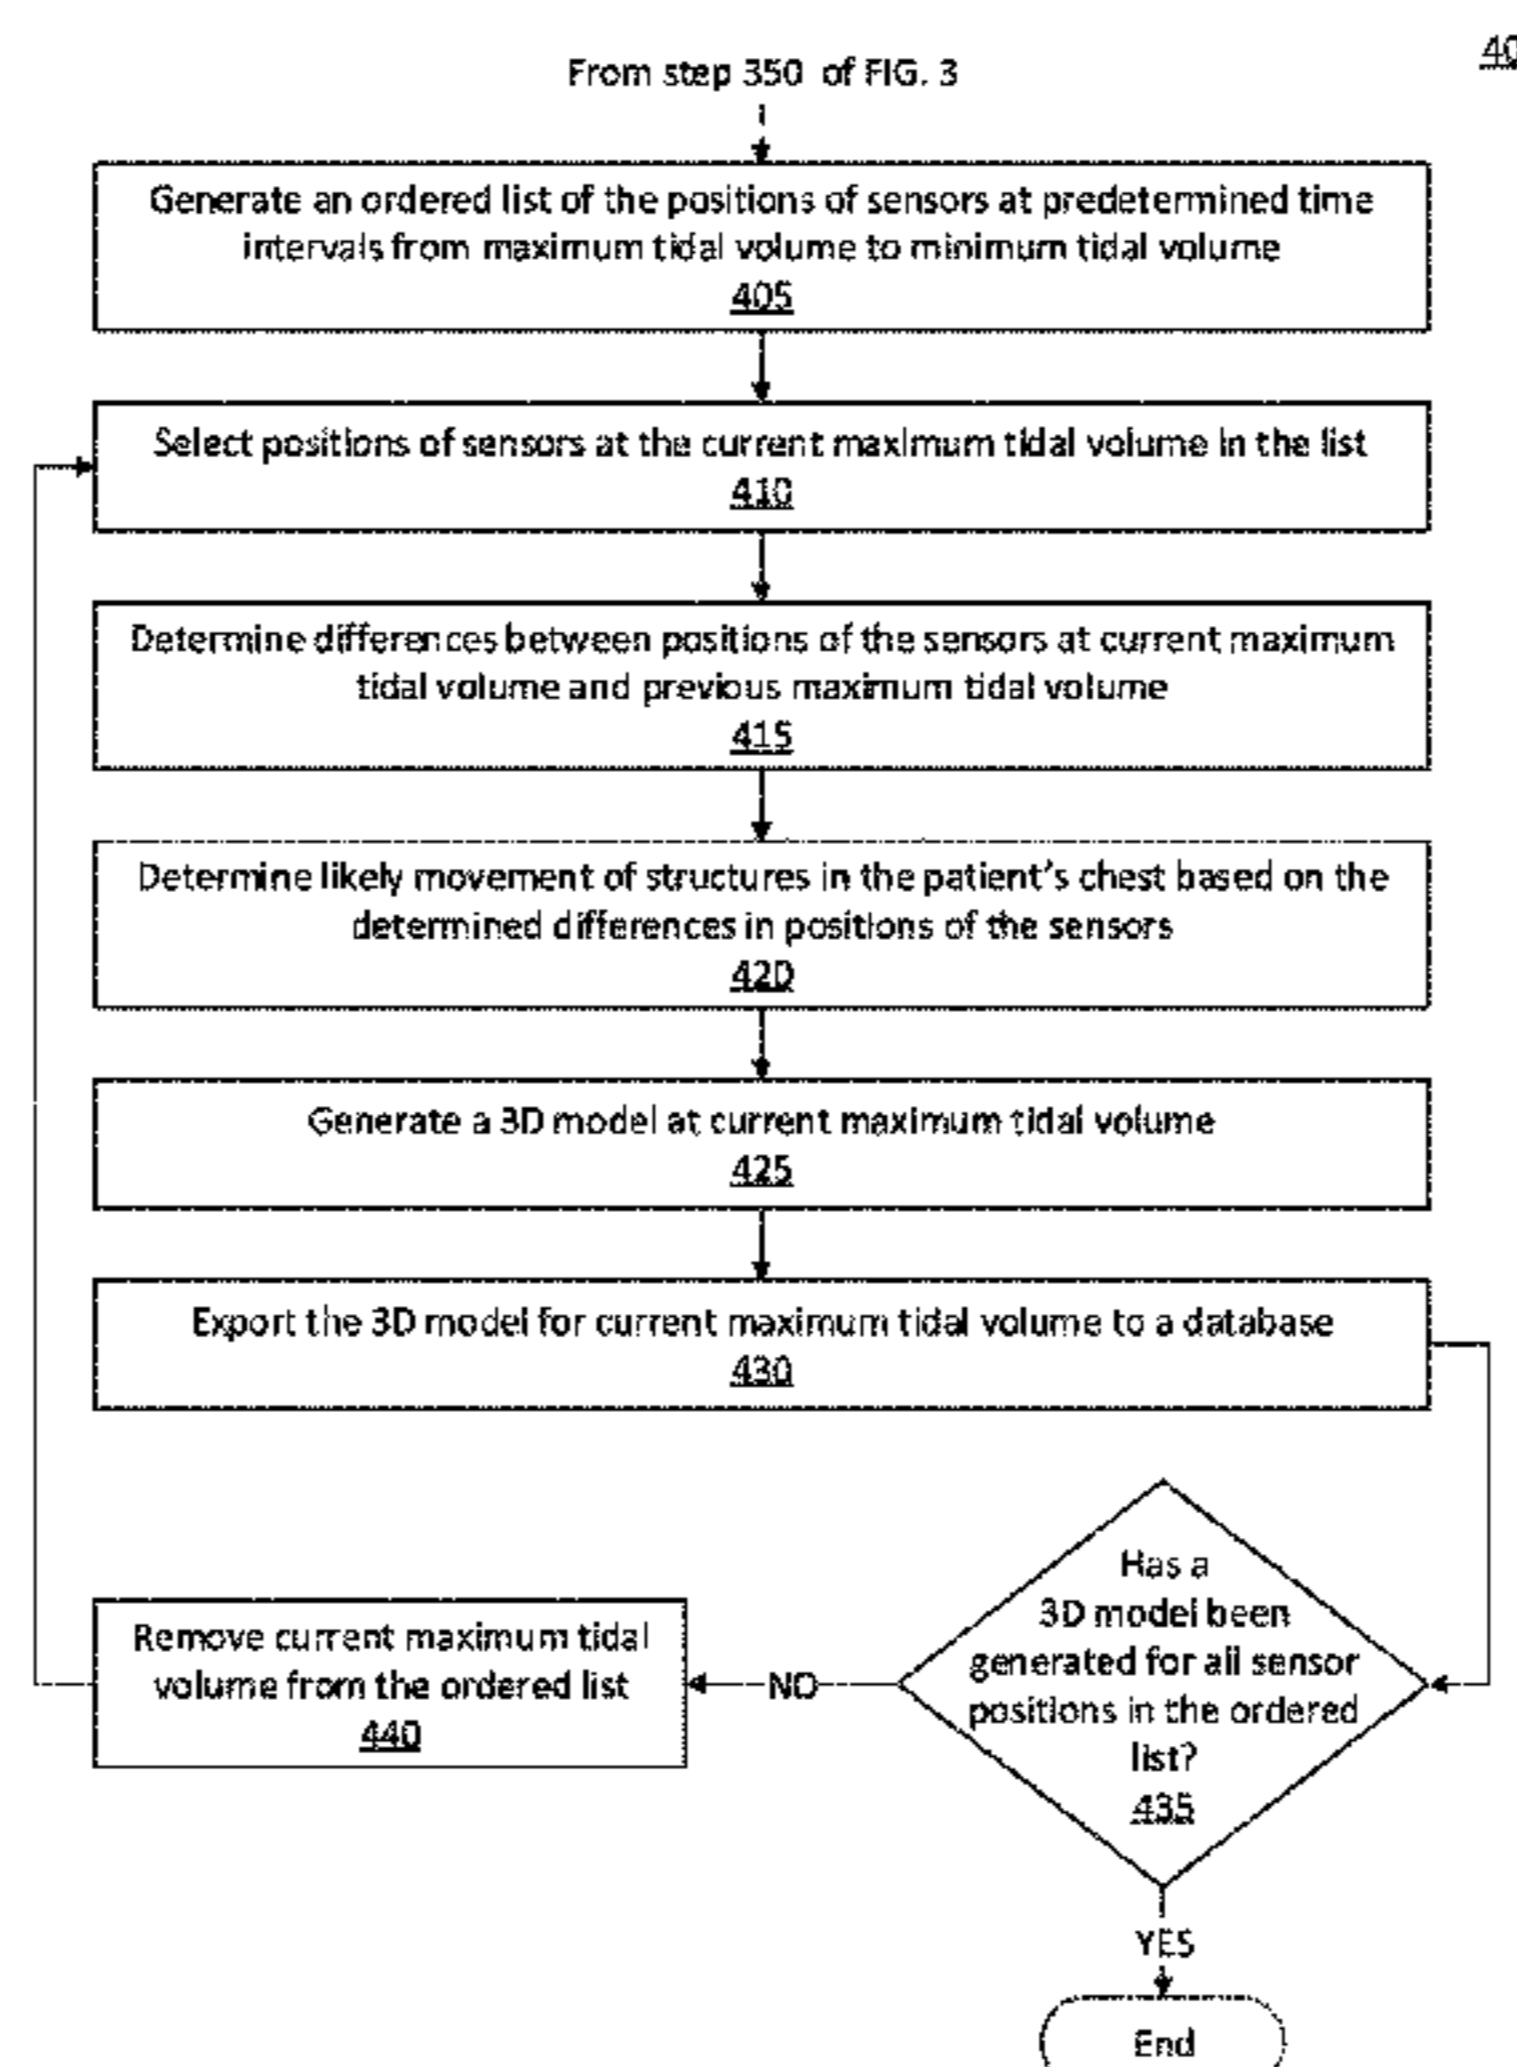 40
From step 350 of FIG. 3
Generate an ordered list of the positions of sensors at predetermined time
intervals from maximum tidal volume to minimum tidal volume
405
Select positions of sensors at the current maximum tidal volume in the list
410
Determine differences between positions of the sensors at current maximum
tidal volume and previous maximum tidal volume
415
Determine likely movement of structures in the patient's chest based on the
determined differences in positions of the sensors
420
Generate a 3D model at current maximum tidal volume
425
Export the 3D model for current maximum tidal volume to a database
430
Has a
3D model been
generated for all sensor
positions in the ordered
list?
435
NO
Remove current maximum tidal
volume from the ordered list
440
YES
End